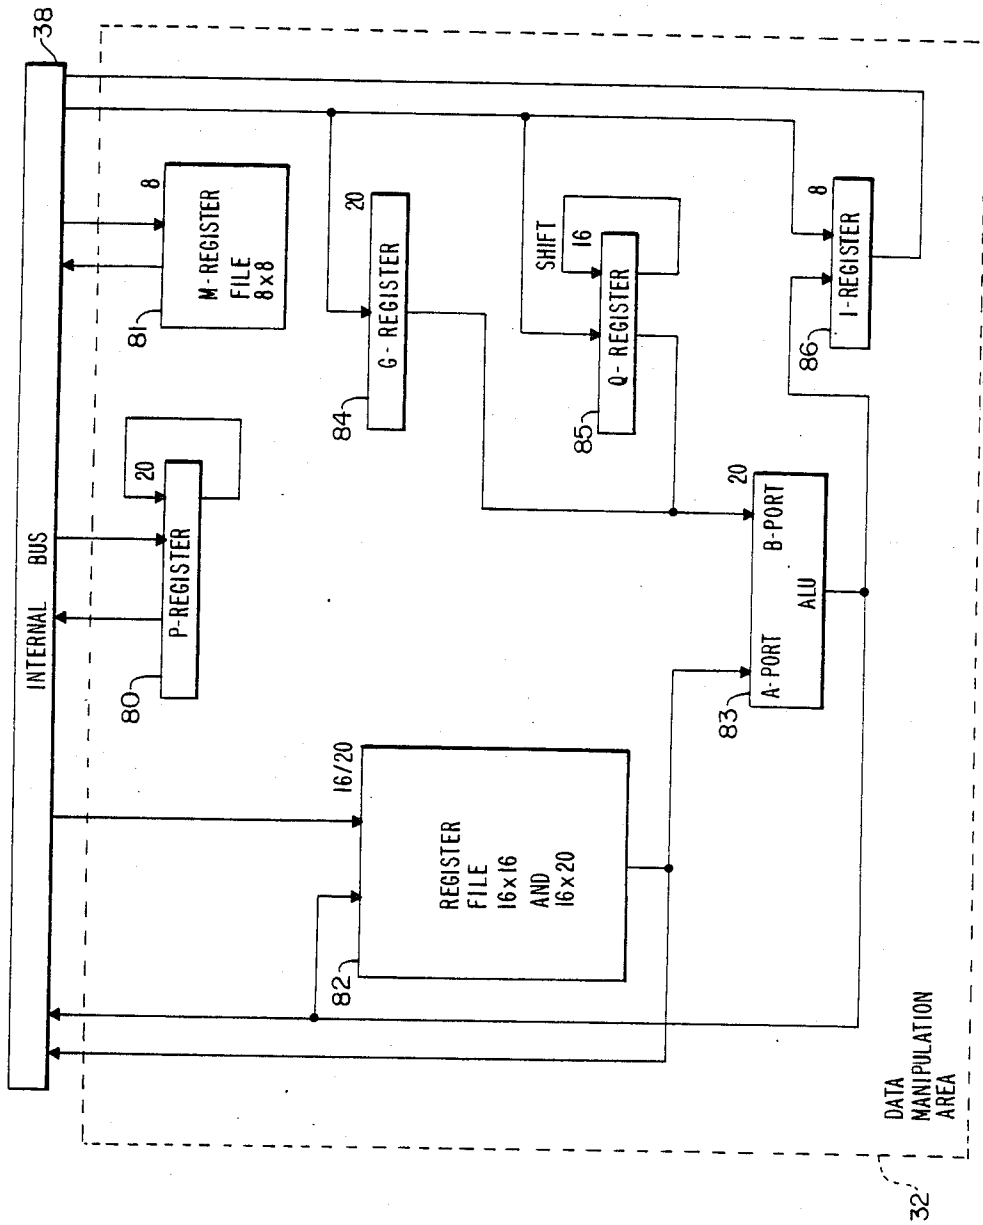 INTERNAL BUS
38
80
P-REGISTER
20
81
M-REGISTER
FILE
8x8
8
82
REGISTER
FILE
16x16
AND
16x20
16/20
84
G-REGISTER
20
85
Q-REGISTER
SHIFT
16
83
A-PORT
B-PORT
ALU
20
86
I-REGISTER
8
DATA
MANIPULATION
AREA
32